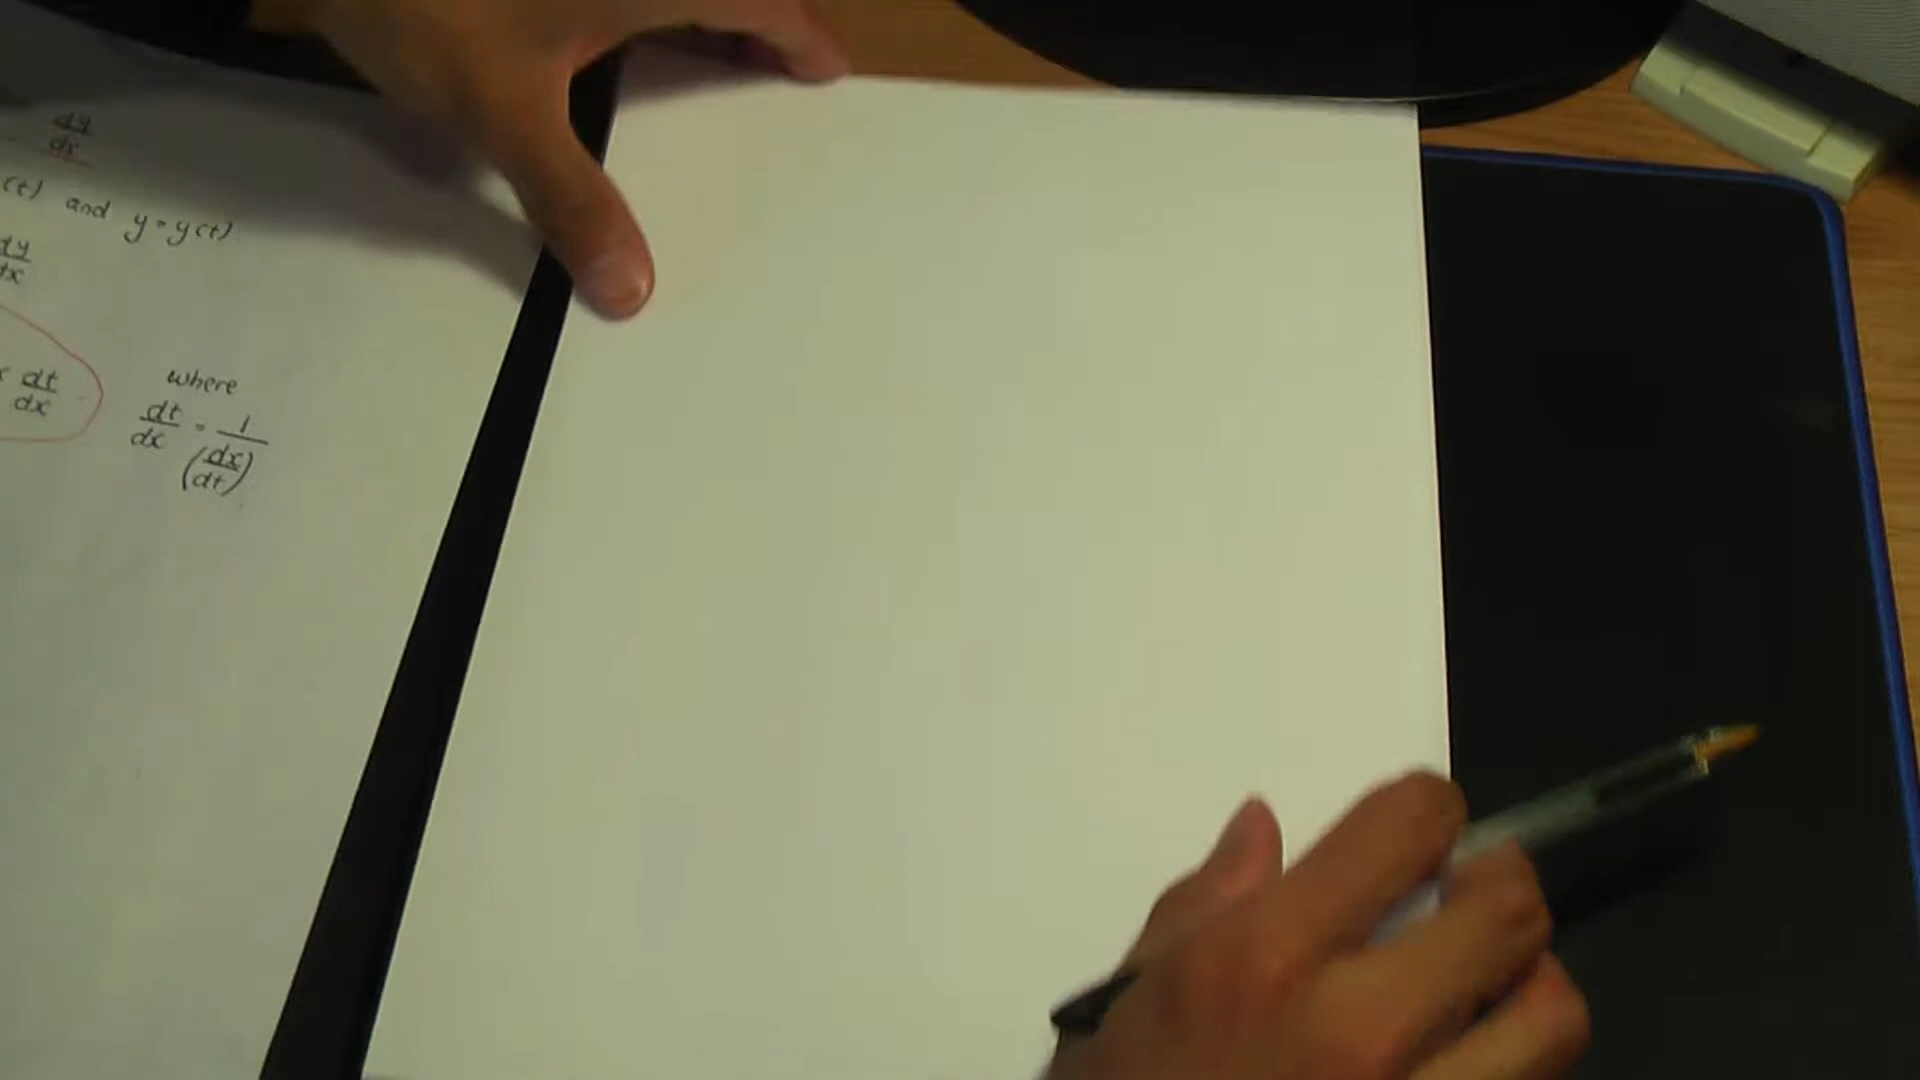 dy/dx
(t) and y = y(t).
dy/dx
where
dt/dx
dt/dx = 1/(dx/dt)